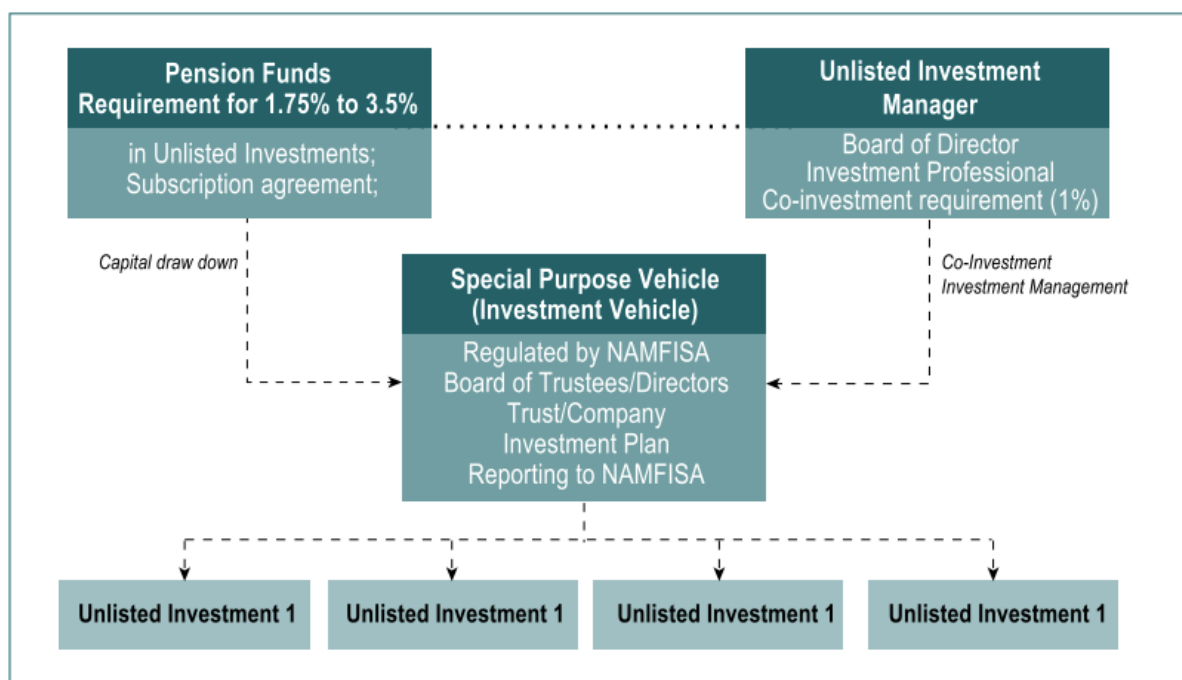 Pension Funds
Requirement for 1.75% to 3.5%
in Unlisted Investments;
Subscription agreement;
Unlisted Investment
Manager
Board of Director
Investment Professional
Co-investment requirement (1%)
Capital draw down
Co-Investment
Investment Management
Special Purpose Vehicle
(Investment Vehicle)
Regulated by NAMFISA
Board of Trustees/Directors
Trust/Company
Investment Plan
Reporting to NAMFISA
Unlisted Investment 1
Unlisted Investment 1
Unlisted Investment 1
Unlisted Investment 1